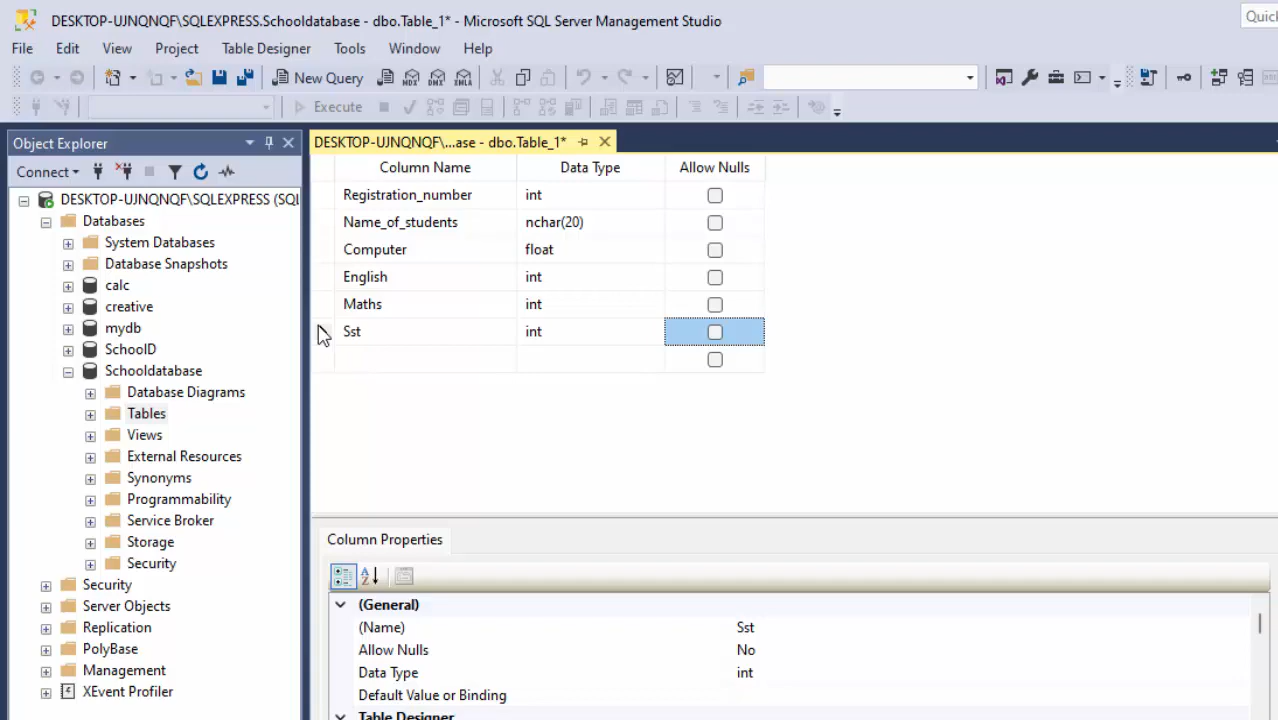 DESKTOP-UJNQNQF\SQLEXPRESS.Schooldatabase - dbo.Table_1* - Microsoft SQL Server Management Studio
Quic
File Edit View Project Table Designer Tools Window Help
New Query
Execute
Object Explorer
DESKTOP-UJNQNQF\...ase - dbo.Table_1*
Connect
Column Name Data Type Allow Nulls
DESKTOP-UJNQNQF\SQLEXPRESS (SQL
Registration_number int
Databases
Name_of_students nchar(20)
System Databases
Computer float
Database Snapshots
English int
calc
creative
Maths int
mydb
Sst int
SchoolD
Schooldatabase
Database Diagrams
Tables
Views
External Resources
Synonyms
Programmability
Service Broker
Storage
Security
Security
Server Objects
Replication
PolyBase
Management
XEvent Profiler
Column Properties
(General)
(Name) Sst
Allow Nulls No
Data Type int
Default Value or Binding
Table Designer